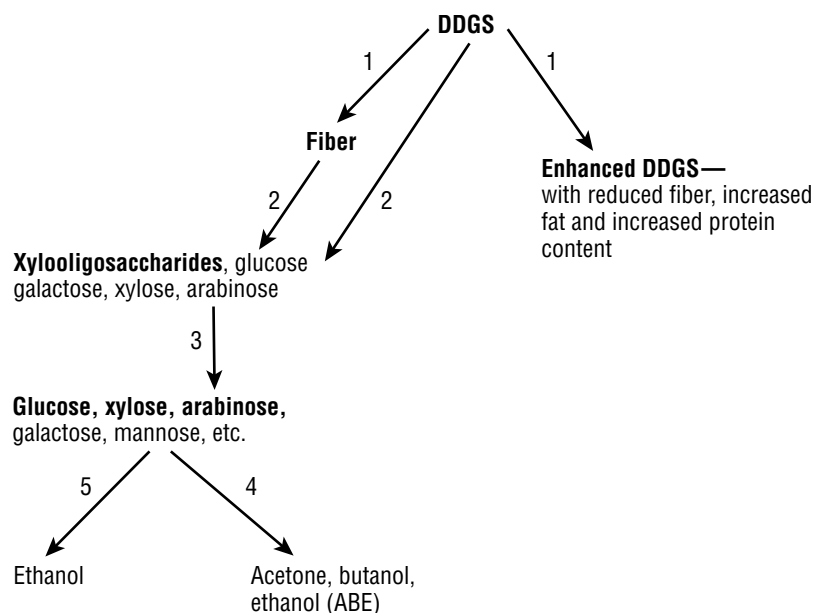 DDGS
1
1
Fiber
Enhanced DDGS—
with reduced fiber, increased
fat and increased protein
content
2
2
Xylooligosaccharides, glucose
galactose, xylose, arabinose
3
Glucose, xylose, arabinose,
galactose, mannose, etc.
5
4
Ethanol
Acetone, butanol,
ethanol (ABE)